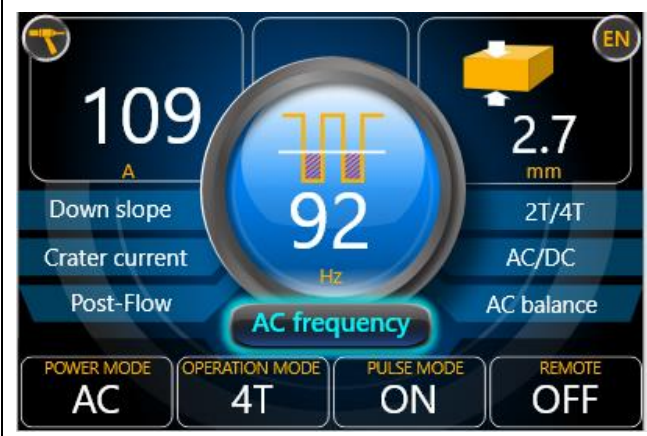 EN
109
A
2.7
mm
92
Hz
Down slope
Crater current
Post-Flow
2T/4T
AC/DC
AC balance
AC frequency
POWER MODE
AC
OPERATION MODE
4T
PULSE MODE
ON
REMOTE
OFF